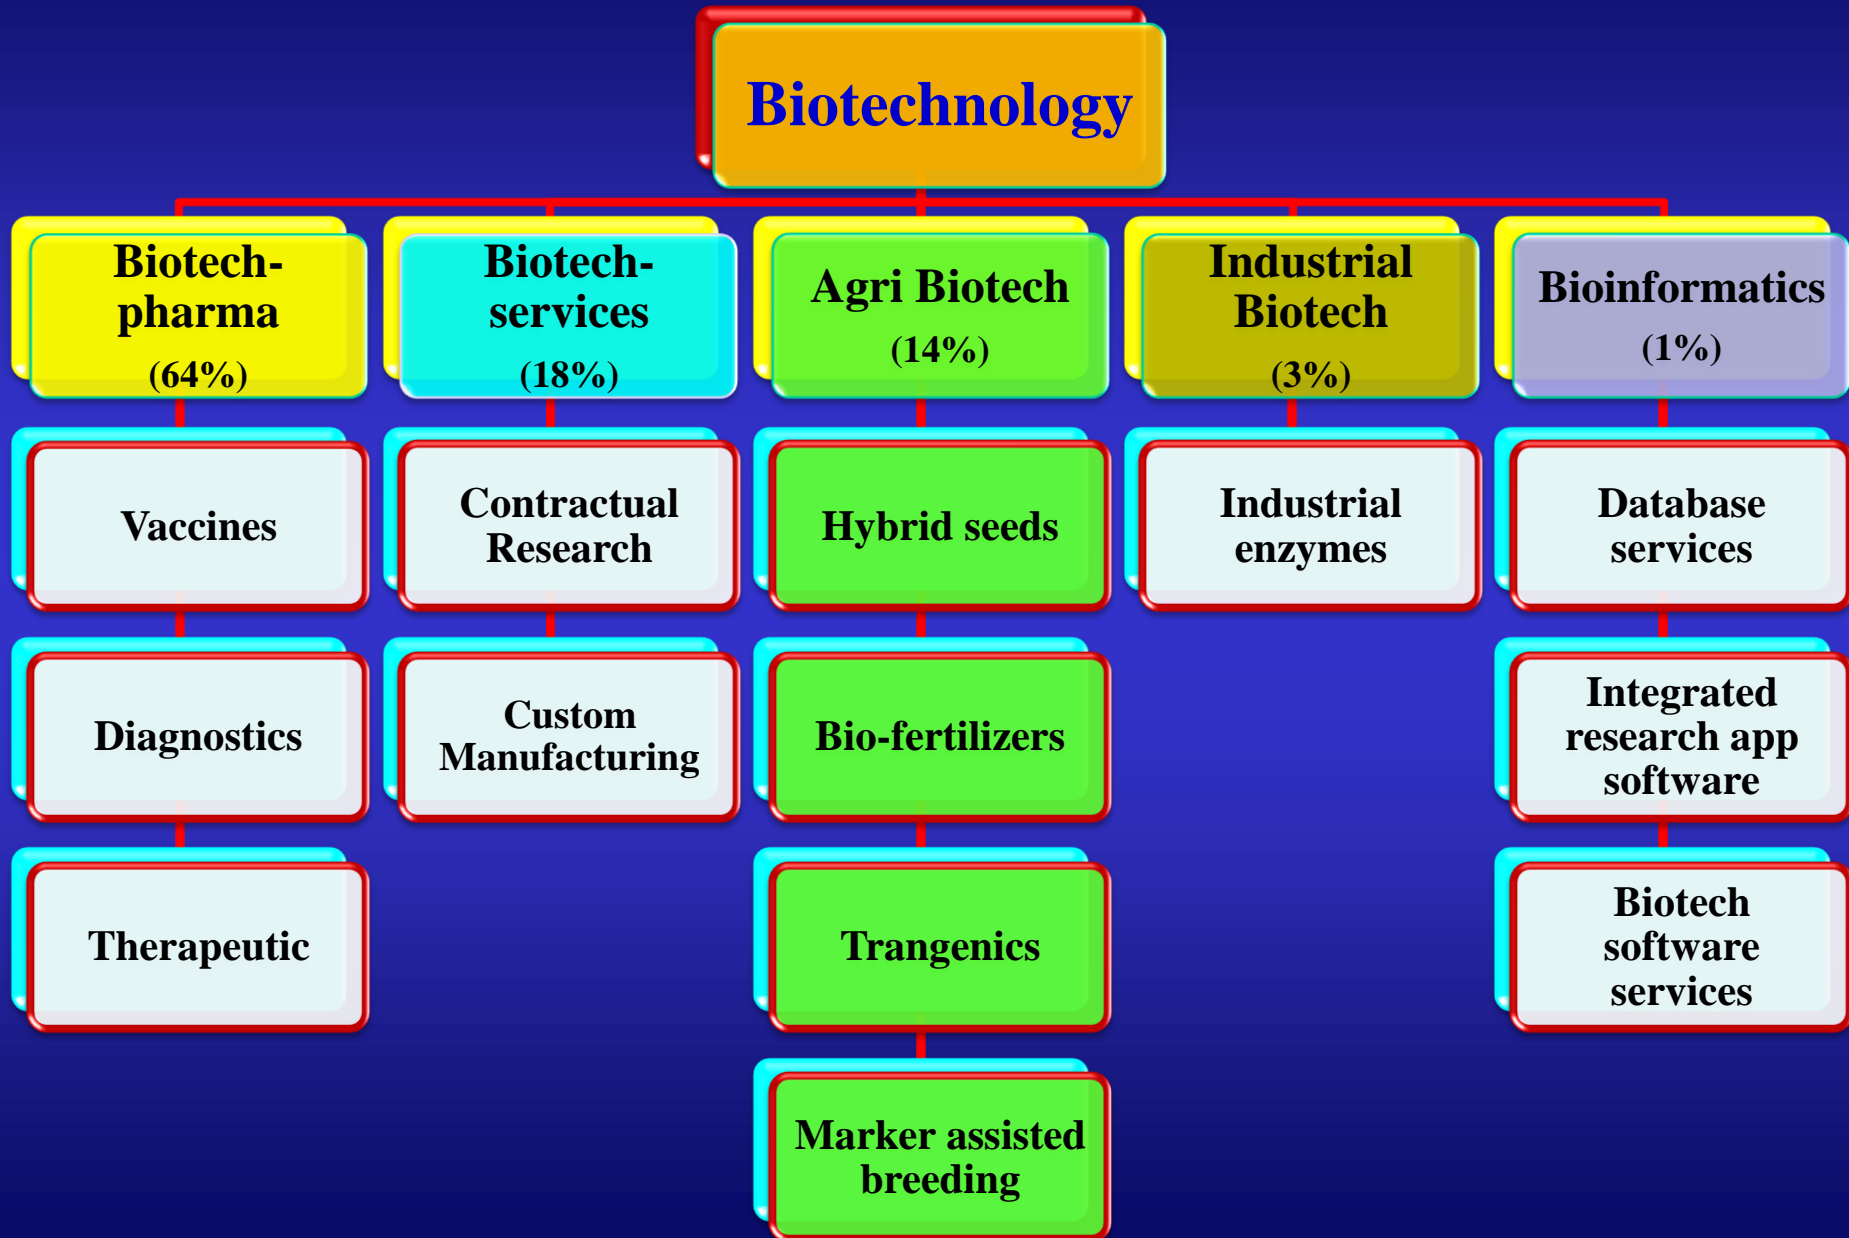 Biotechnology
Biotech-
pharma
(64%)
Biotech-
services
(18%)
Agri Biotech
(14%)
Industrial
Biotech
(3%)
Bioinformatics
(1%)
Vaccines
Contractual
Research
Hybrid seeds
Industrial
enzymes
Database
services
Diagnostics
Custom
Manufacturing
Bio-fertilizers
Integrated
research app
software
Therapeutic
Trangenics
Biotech
software
services
Marker assisted
breeding